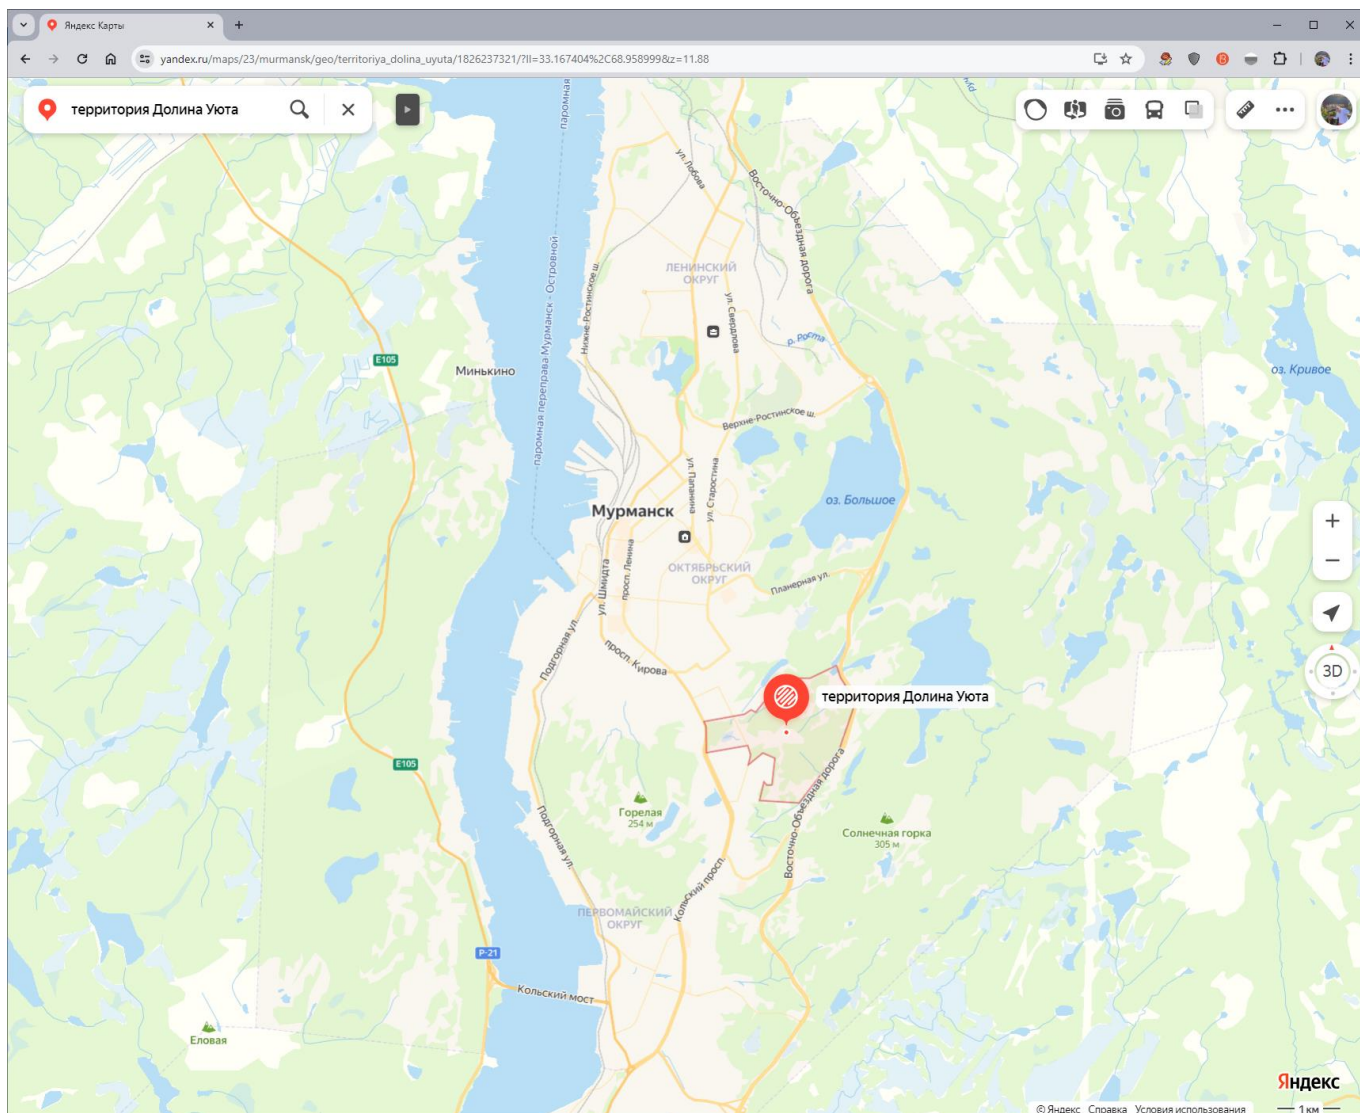 Яндекс Карты
yandex.ru/maps/23/murmansk/geo/territoriya_dolina_uyuta/1826237321/?ll=33.167404%2C68.958999&z=11.88
территория Долина Уюта
паромная
ул. Лобова
Восточно-Объездная дорога
ЛЕНИНСКИЙ
ОКРУГ
паромная переправа Мурманск - Островной
Нижне-Ростинское ш.
ул. Свердлова
р. Роста
E105
Минькино
оз. Кривое
Верхне-Ростинское ш.
ул. Папанина
ул. Старостина
оз. Большое
Мурманск
просп. Ленина
ул. Шмидта
ОКТЯБРЬСКИЙ
ОКРУГ
Планерная ул.
Подгорная ул.
просп. Кирова
3D
территория Долина Уюта
E105
Восточно-Объездная дорога
Горелая
254 м
Солнечная горка
305 м
Подгорная ул.
Кольский просп.
ПЕРВОМАЙСКИЙ
ОКРУГ
Р-21
Кольский мост
Еловая
Яндекс
© Яндекс Справка Условия использования
1 км